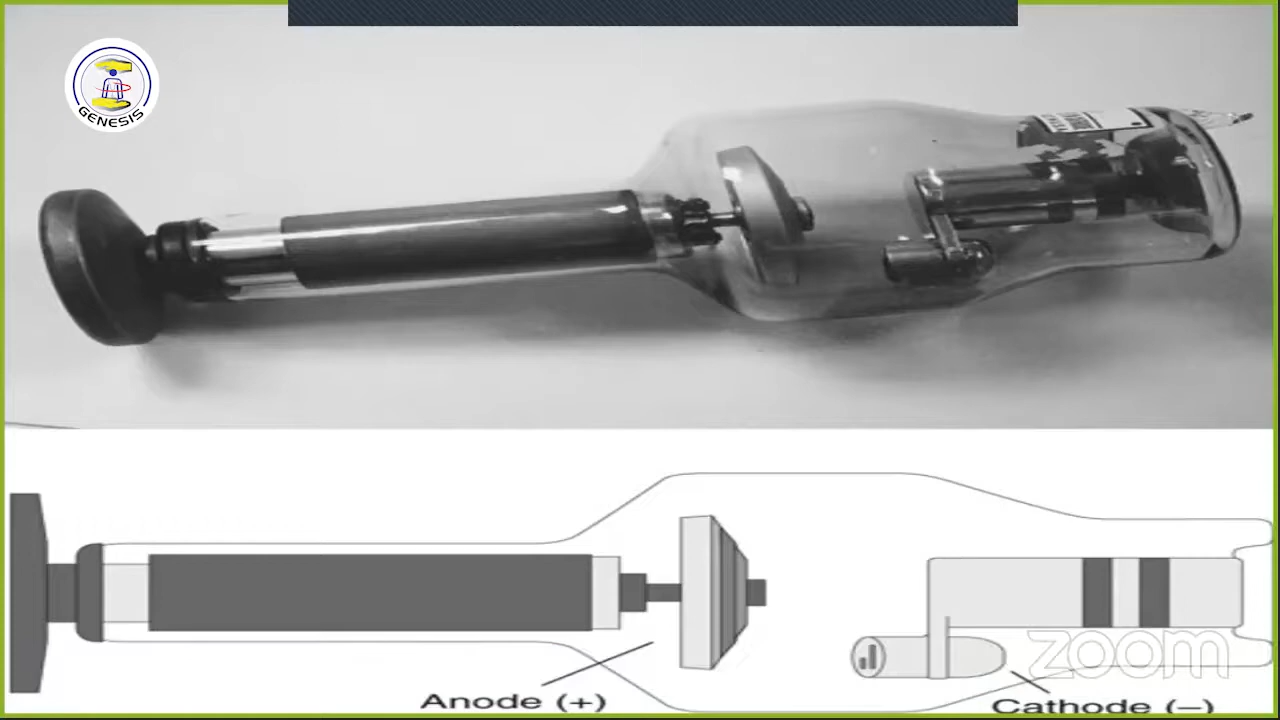 GENESIS
Anode (+)
Cathode (–)
zoom